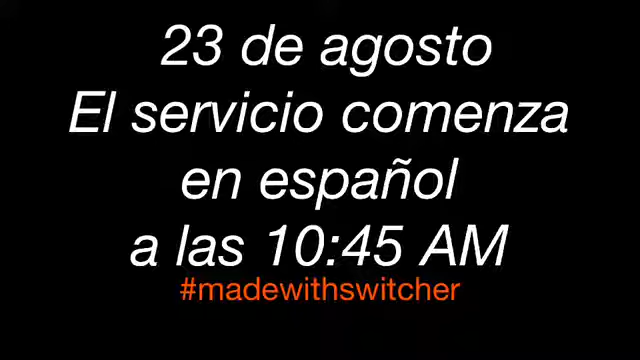 23 de agosto
El servicio comenza
en español
a las 10:45 AM
#madewithswitcher